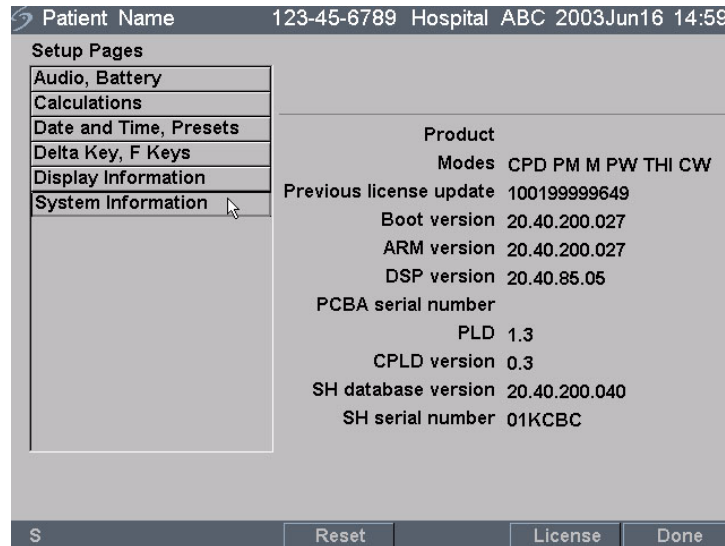 Patient Name 123-45-6789 Hospital ABC 2003Jun16 14:59
Setup Pages
Audio, Battery
Calculations
Date and Time, Presets
Delta Key, F Keys
Display Information
System Information
Product
Modes CPD PM M PW THI CW
Previous license update 100199999649
Boot version 20.40.200.027
ARM version 20.40.200.027
DSP version 20.40.85.05
PCBA serial number
PLD 1.3
CPLD version 0.3
SH database version 20.40.200.040
SH serial number 01KCBC
S Reset License Done